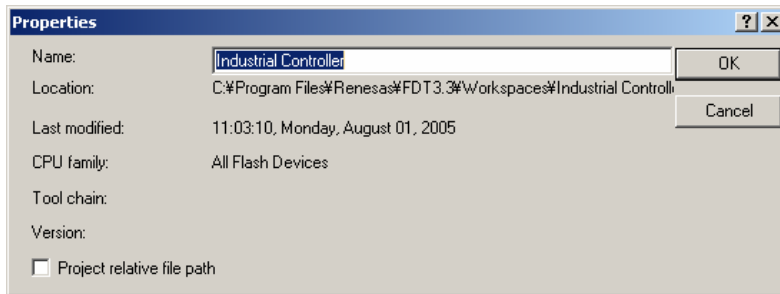 Properties
Name: Industrial Controller
OK
Location: C:¥Program Files¥Renesas¥FDT3.3¥Workspaces¥Industrial Controll
Cancel
Last modified: 11:03:10, Monday, August 01, 2005
CPU family: All Flash Devices
Tool chain:
Version:
Project relative file path